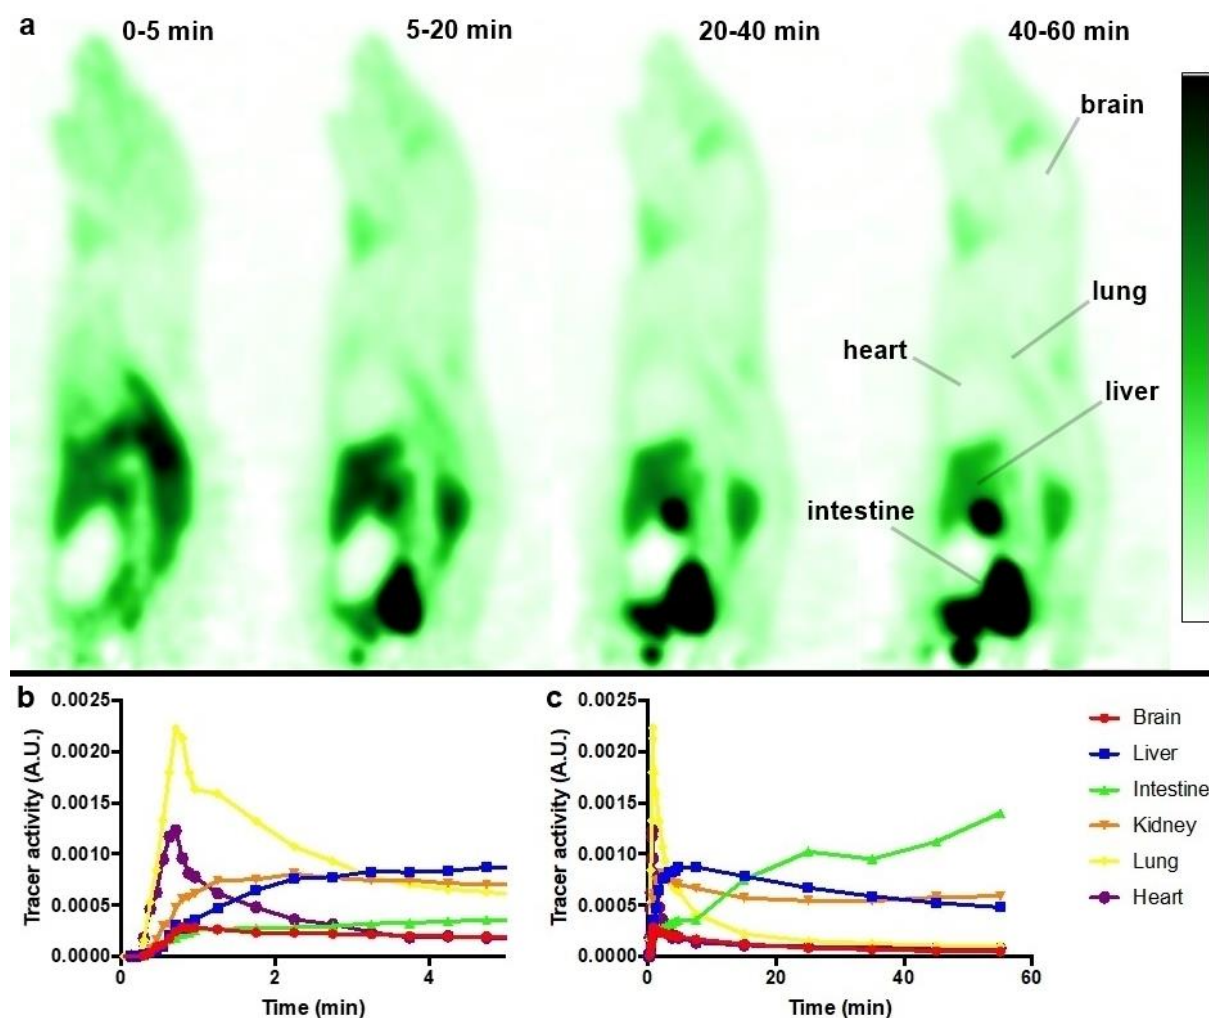 a
0-5 min
5-20 min
20-40 min
40-60 min
brain
lung
heart
liver
intestine
b
0.0025
0.0020
0.0015
0.0010
0.0005
0.0000
Tracer activity (A.U.)
0
2
4
Time (min)
c
0.0025
0.0020
0.0015
0.0010
0.0005
0.0000
Tracer activity (A.U.)
0
20
40
60
Time (min)
Brain
Liver
Intestine
Kidney
Lung
Heart